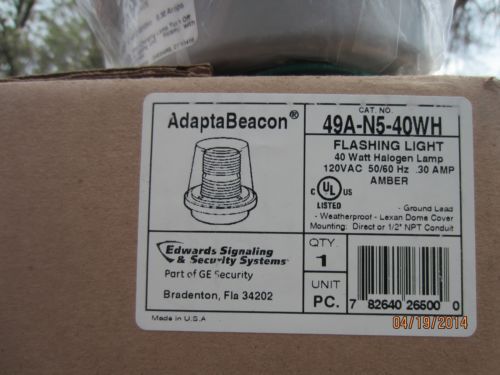 AdaptaBeacon®
CAT. NO.
49A-N5-40WH
FLASHING LIGHT
40 Watt Halogen Lamp
120VAC 50/60 Hz .30 AMP
AMBER
C UL US
LISTED
- Ground Lead
- Weatherproof - Lexan Dome Cover
Mounting: Direct or 1/2" NPT Conduit
Edwards Signaling
& Security Systems
Part of GE Security
Bradenton, Fla 34202
QTY.
1
UNIT
PC.
7 82640 26500 0
Made in U.S.A
04/19/2014